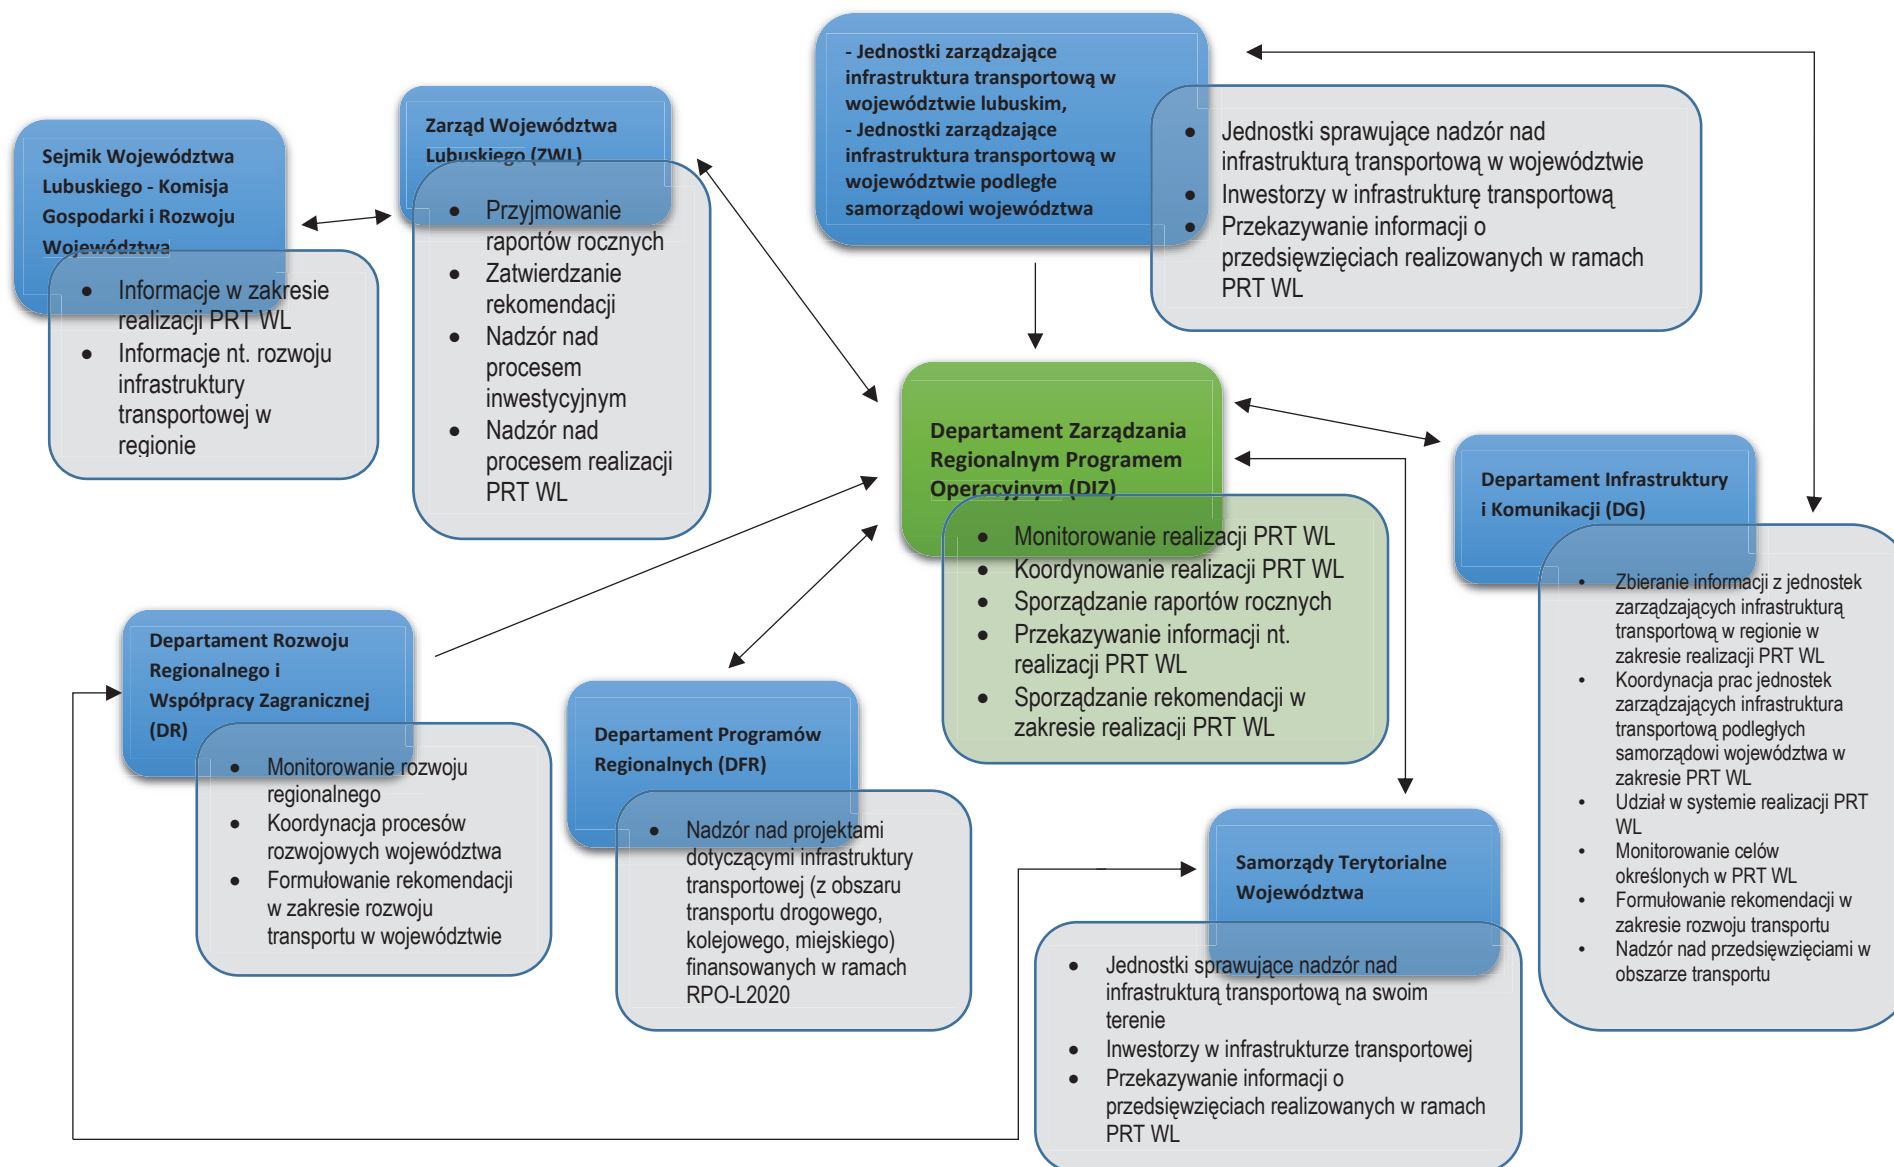 Sejmik Województwa
Lubuskiego - Komisja
Gospodarki i Rozwoju
Województwa
• Informacje w zakresie
realizacji PRT WL
• Informacje nt. rozwoju
infrastruktury
transportowej w
regionie
Zarząd Województwa
Lubuskiego (ZWL)
• Przyjmowanie
raportów rocznych
• Zatwierdzanie
rekomendacji
• Nadzór nad
procesem
inwestycyjnym
• Nadzór nad
procesem realizacji
PRT WL
- Jednostki zarządzające
infrastruktura transportową w
województwie lubuskim,
- Jednostki zarządzające
infrastruktura transportową w
województwie podległe
samorządowi województwa
• Jednostki sprawujące nadzór nad
infrastrukturą transportową w województwie
• Inwestorzy w infrastrukturę transportową
• Przekazywanie informacji o
przedsięwzięciach realizowanych w ramach
PRT WL
Departament Zarządzania
Regionalnym Programem
Operacyjnym (DIZ)
• Monitorowanie realizacji PRT WL
• Koordynowanie realizacji PRT WL
• Sporządzanie raportów rocznych
• Przekazywanie informacji nt.
realizacji PRT WL
• Sporządzanie rekomendacji w
zakresie realizacji PRT WL
Departament Infrastruktury
i Komunikacji (DG)
• Zbieranie informacji z jednostek
zarządzających infrastrukturą
transportową w regionie w
zakresie realizacji PRT WL
• Koordynacja prac jednostek
zarządzających infrastruktura
transportową podległych
samorządowi województwa w
zakresie PRT WL
• Udział w systemie realizacji PRT
WL
• Monitorowanie celów
określonych w PRT WL
• Formułowanie rekomendacji w
zakresie rozwoju transportu
• Nadzór nad przedsięwzięciami w
obszarze transportu
Departament Rozwoju
Regionalnego i
Współpracy Zagranicznej
(DR)
• Monitorowanie rozwoju
regionalnego
• Koordynacja procesów
rozwojowych województwa
• Formułowanie rekomendacji
w zakresie rozwoju
transportu w województwie
Departament Programów
Regionalnych (DFR)
• Nadzór nad projektami
dotyczącymi infrastruktury
transportowej (z obszaru
transportu drogowego,
kolejowego, miejskiego)
finansowanych w ramach
RPO-L2020
Samorządy Terytorialne
Województwa
• Jednostki sprawujące nadzór nad
infrastrukturą transportową na swoim
terenie
• Inwestorzy w infrastrukturze transportowej
• Przekazywanie informacji o
przedsięwzięciach realizowanych w ramach
PRT WL